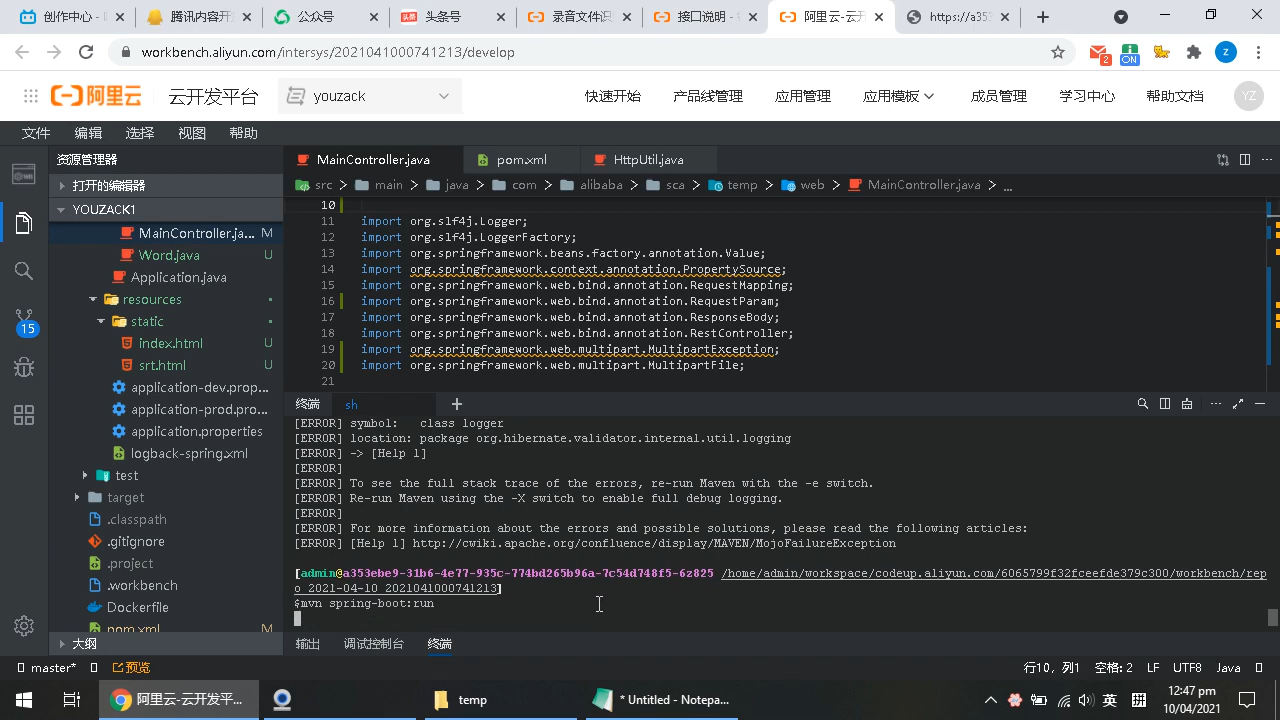 创作中心 - 
腾讯内容开
公众号
头条
头条号
录音文件识
接口说明 -
阿里云-云开
https://a35
workbench.aliyun.com/intersys/2021041000741213/develop
2
ON
Z
阿里云
云开发平台
youzack
快速开始
产品线管理
应用管理
应用模板
成员管理
学习中心
帮助文档
YZ
文件 编辑 选择 视图 帮助
资源管理器
打开的编辑器
YOUZACK1
MainController.ja... M
Word.java U
Application.java
resources
static
index.html U
srt.html U
application-dev.prop...
application-prod.pro...
application.properties
logback-spring.xml
test
target
.classpath
.gitignore
.project
.workbench
Dockerfile
pom.xml M
大纲
15
MainController.java
pom.xml
HttpUtil.java
src > main > java > com > alibaba > sca > temp > web > MainController.java > ...
10
11 import org.slf4j.Logger;
12 import org.slf4j.LoggerFactory;
13 import org.springframework.beans.factory.annotation.Value;
14 import org.springframework.context.annotation.PropertySource;
15 import org.springframework.web.bind.annotation.RequestMapping;
16 import org.springframework.web.bind.annotation.RequestParam;
17 import org.springframework.web.bind.annotation.ResponseBody;
18 import org.springframework.web.bind.annotation.RestController;
19 import org.springframework.web.multipart.MultipartException;
20 import org.springframework.web.multipart.MultipartFile;
21
终端 sh
[ERROR] symbol: class logger
[ERROR] location: package org.hibernate.validator.internal.util.logging
[ERROR] -> [Help 1]
[ERROR]
[ERROR] To see the full stack trace of the errors, re-run Maven with the -e switch.
[ERROR] Re-run Maven using the -X switch to enable full debug logging.
[ERROR]
[ERROR] For more information about the errors and possible solutions, please read the following articles:
[ERROR] [Help 1] http://cwiki.apache.org/confluence/display/MAVEN/MojoFailureException
[admin@a353ebe9-31b6-4e77-935c-774bd265b96a-7c54d748f5-6z825 /home/admin/workspace/codeup.aliyun.com/6065799f32fceefde379c300/workbench/rep
o_2021-04-10_2021041000741213]
$mvn spring-boot:run
输出 调试控制台 终端
master* 预览
行10, 列1 空格: 2 LF UTF8 Java
阿里云-云开发平...
temp
* Untitled - Notepa...
英
12:47 pm
10/04/2021